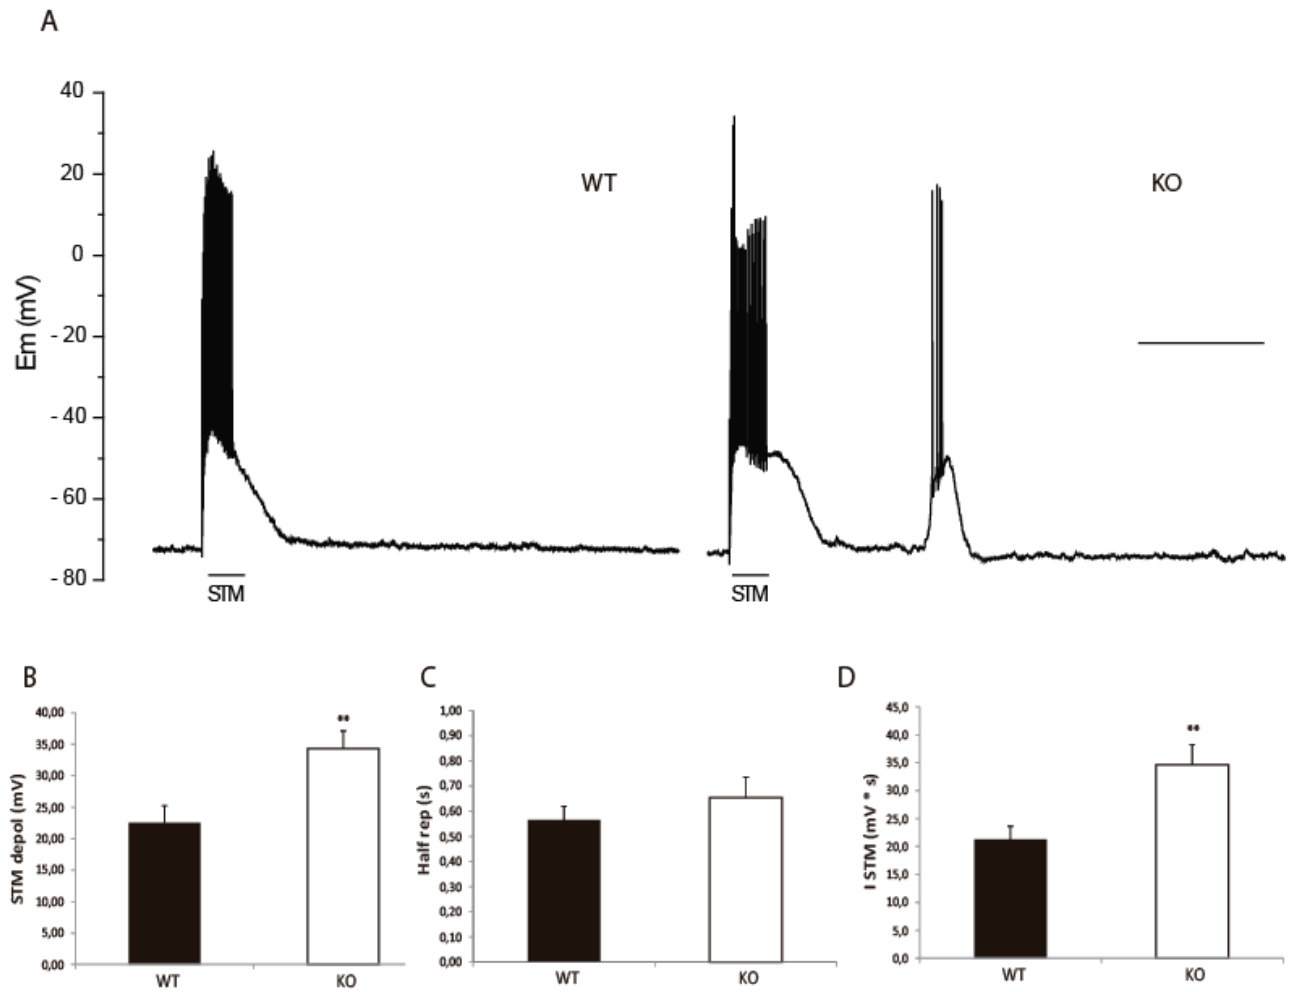 A
40
20
0
- 20
- 40
- 60
- 80
Em (mV)
WT
KO
STM
STM
B
40,00
35,00
30,00
25,00
20,00
15,00
10,00
5,00
0,00
STM depol (mV)
**
WT
KO
C
1,00
0,90
0,80
0,70
0,60
0,50
0,40
0,30
0,20
0,10
0,00
Half rep (s)
WT
KO
D
45,0
40,0
35,0
30,0
25,0
20,0
15,0
10,0
5,0
0,0
I STM (mV * s)
**
WT
KO